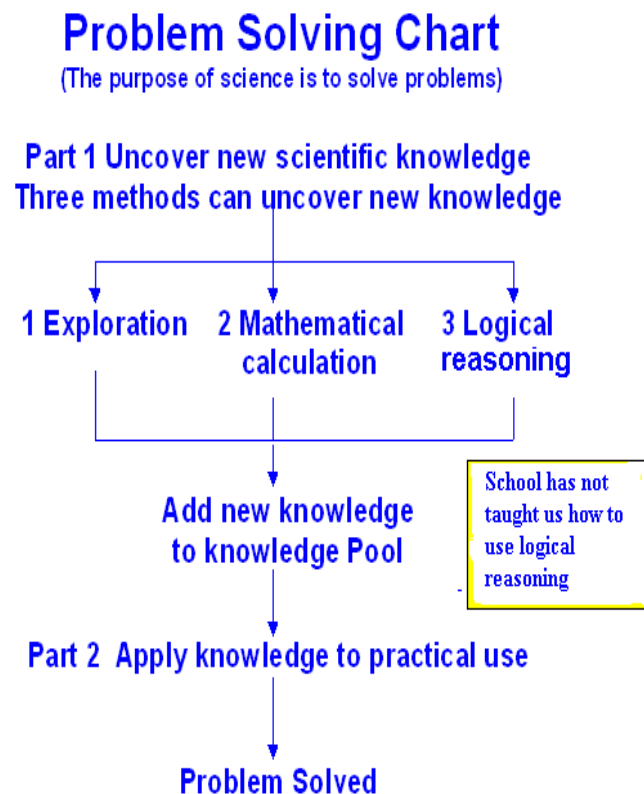 Problem Solving Chart
(The purpose of science is to solve problems)
Part 1 Uncover new scientific knowledge
Three methods can uncover new knowledge
1 Exploration
2 Mathematical
calculation
3 Logical
reasoning
Add new knowledge
to knowledge Pool
School has not
taught us how to
use logical
reasoning
Part 2 Apply knowledge to practical use
Problem Solved